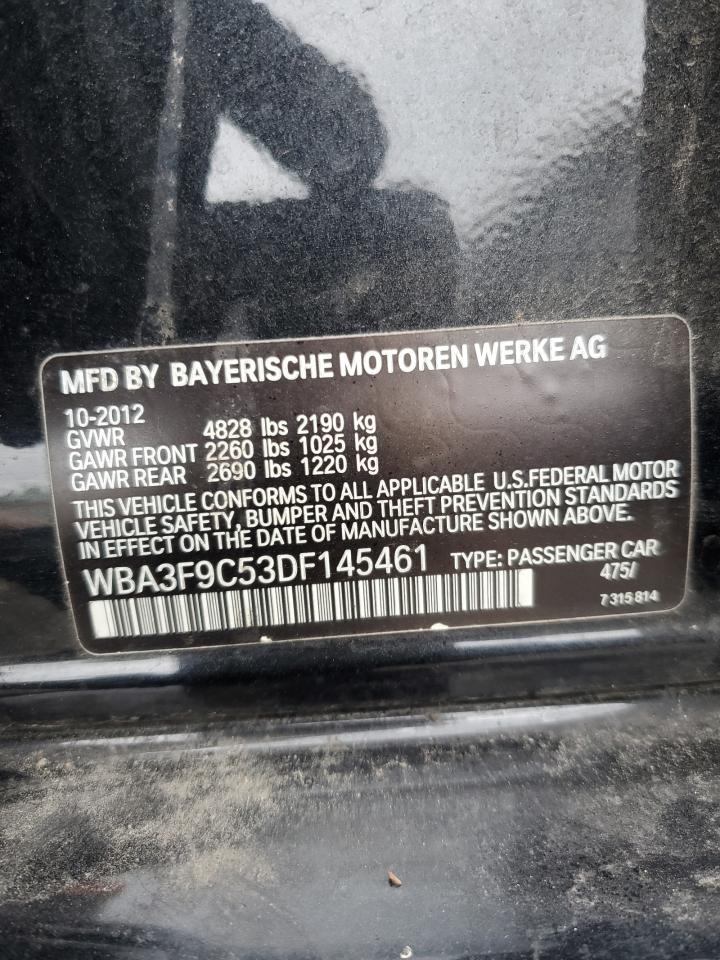 MFD BY BAYERISCHE MOTOREN WERKE AG
10-2012
GVWR 4828 lbs 2190 kg
GAWR FRONT 2260 lbs 1025 kg
GAWR REAR 2690 lbs 1220 kg
THIS VEHICLE CONFORMS TO ALL APPLICABLE U.S.FEDERAL MOTOR
VEHICLE SAFETY, BUMPER AND THEFT PREVENTION STANDARDS
IN EFFECT ON THE DATE OF MANUFACTURE SHOWN ABOVE.
WBA3F9C53DF145461 TYPE: PASSENGER CAR
475/
7 315 814